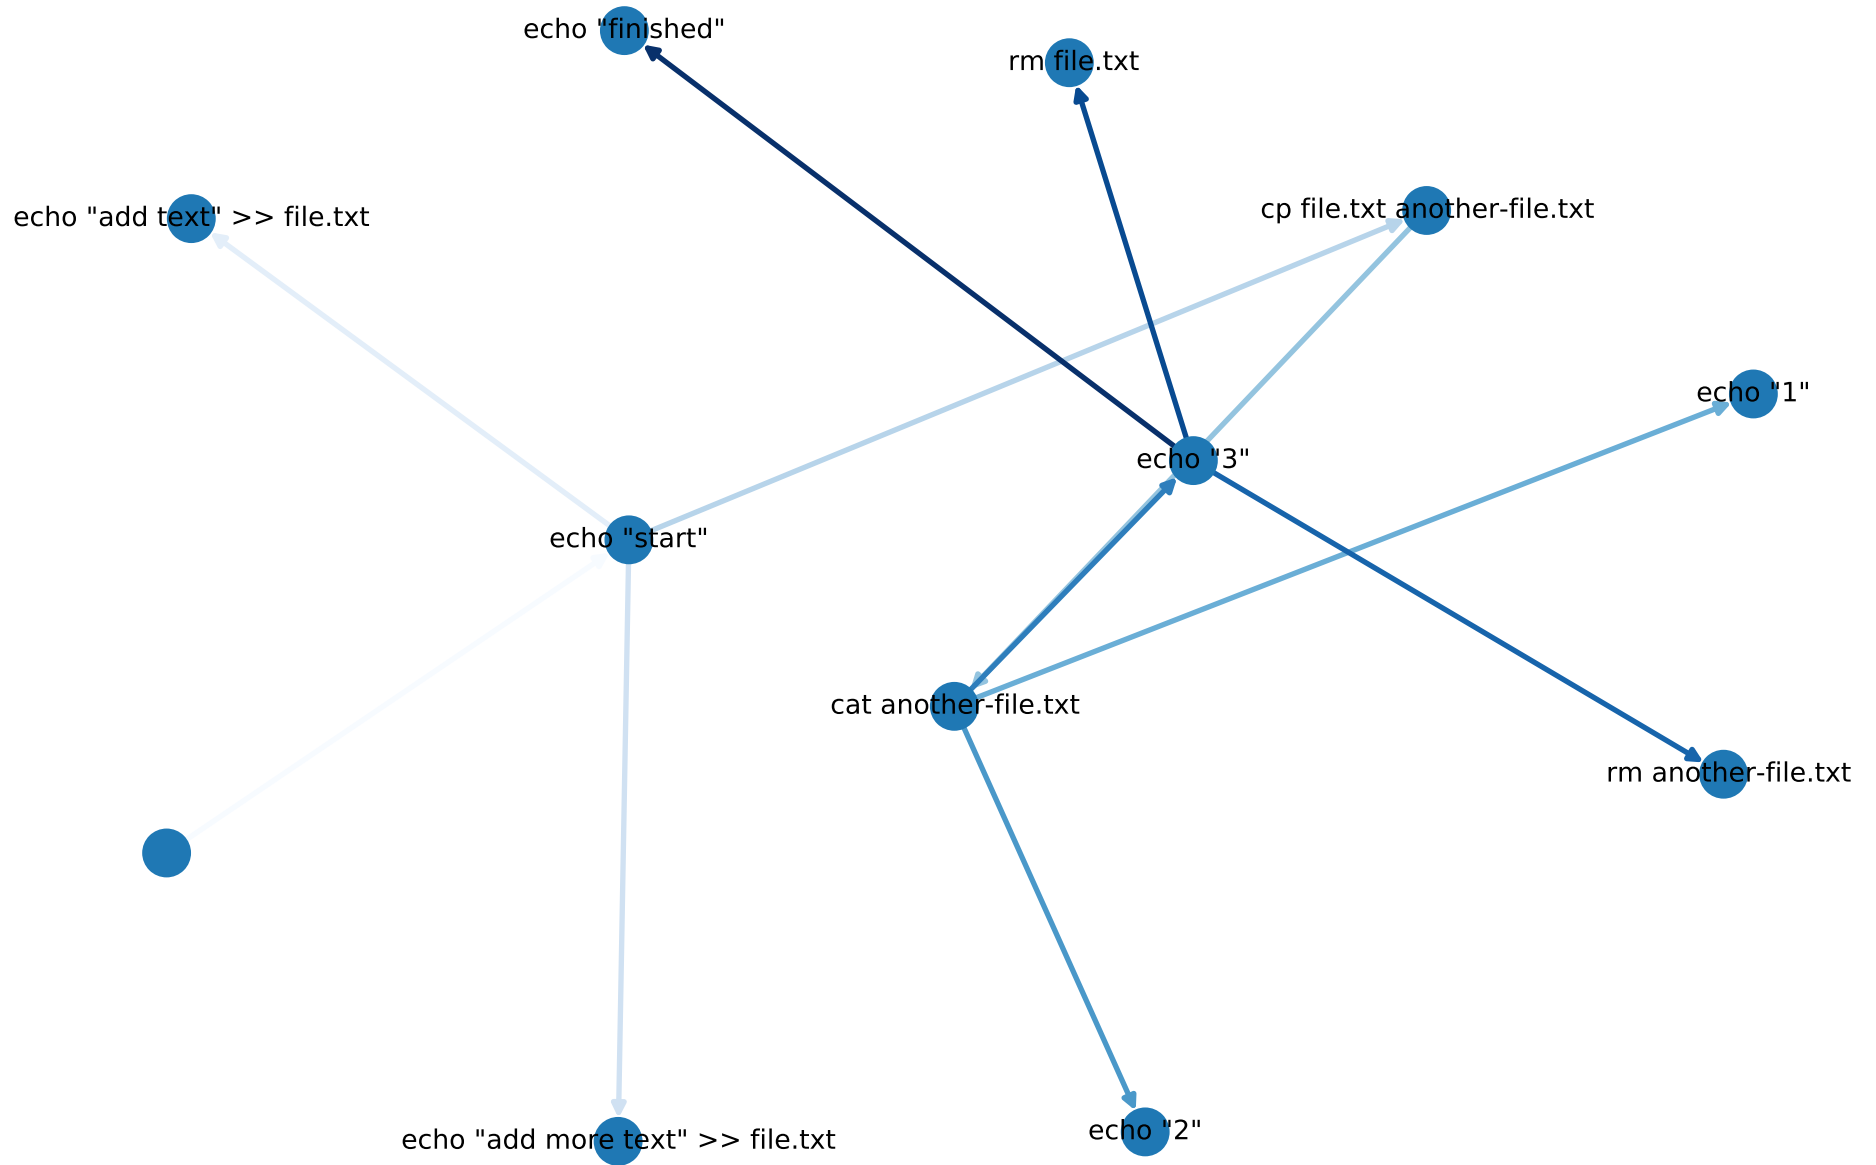 echo "finished"
rm file.txt
cp file.txt another-file.txt
echo "add text" >> file.txt
echo "1"
echo "3"
echo "start"
cat another-file.txt
rm another-file.txt
echo "2"
echo "add more text" >> file.txt